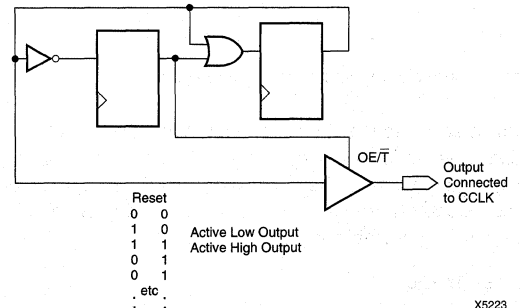 OE/T
Output
Connected
to CCLK
Reset
0 0
1 0 Active Low Output
1 1 Active High Output
0 1
0 1
. etc .
. .
X5223